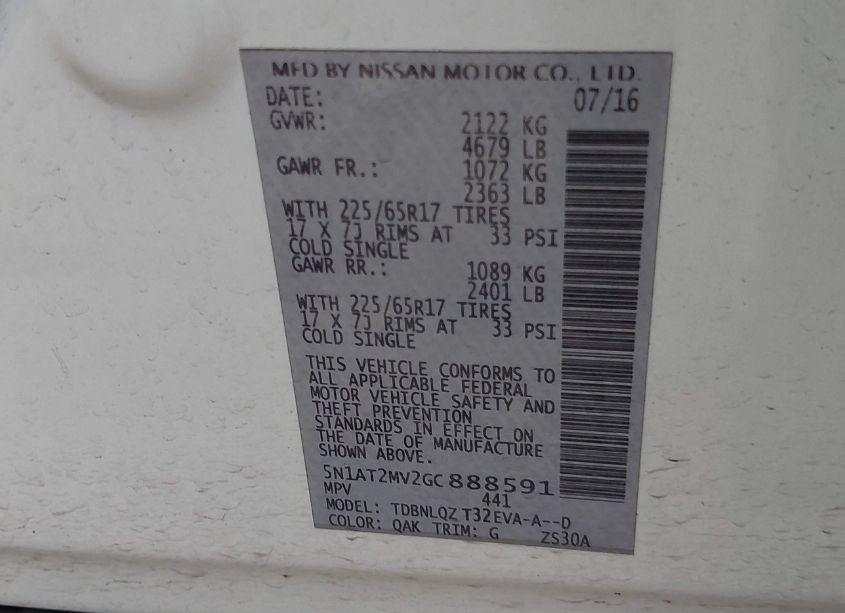 MFD BY NISSAN MOTOR CO., LTD.
DATE: 07/16
GVWR: 2122 KG
4679 LB
GAWR FR.: 1072 KG
2363 LB
WITH 225/65R17 TIRES
17 X 7J RIMS AT 33 PSI
COLD SINGLE
GAWR RR.: 1089 KG
2401 LB
WITH 225/65R17 TIRES
17 X 7J RIMS AT 33 PSI
COLD SINGLE
THIS VEHICLE CONFORMS TO
ALL APPLICABLE FEDERAL
MOTOR VEHICLE SAFETY AND
THEFT PREVENTION
STANDARDS IN EFFECT ON
THE DATE OF MANUFACTURE
SHOWN ABOVE.
5N1AT2MV2GC888591
MPV 441
MODEL: TDBNLQZ T32EVA-A--D
COLOR: QAK TRIM: G ZS30A